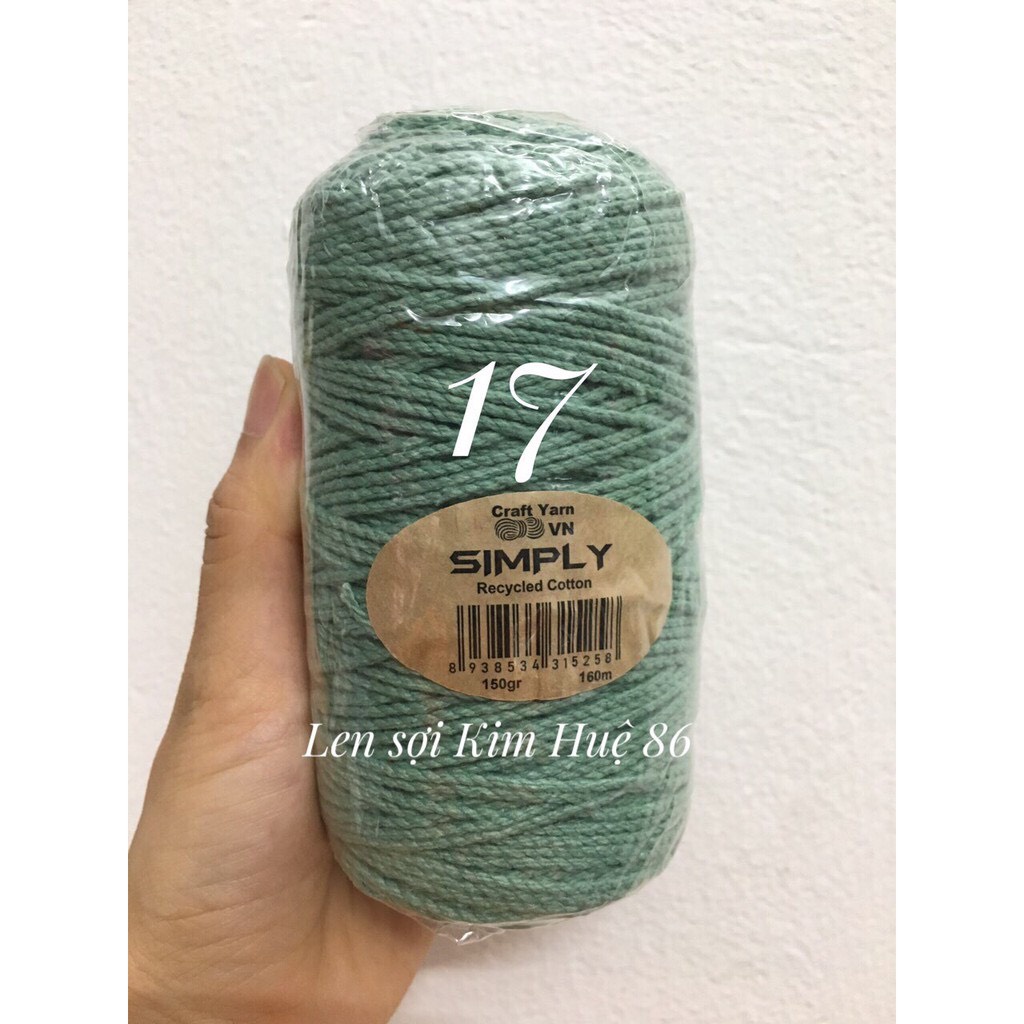 17
Craft Yarn
VN
SIMPLY
Recycled Cotton
8 938534 315258
150gr 160m
Len sợi Kim Huệ 86